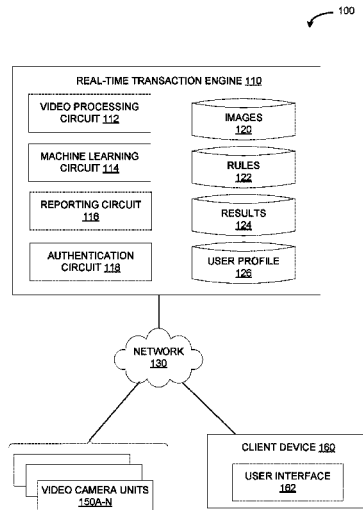 100
REAL-TIME TRANSACTION ENGINE 110
VIDEO PROCESSING
CIRCUIT 112
IMAGES
120
MACHINE LEARNING
CIRCUIT 114
RULES
122
REPORTING CIRCUIT
116
RESULTS
124
AUTHENTICATION
CIRCUIT 118
USER PROFILE
126
NETWORK
130
VIDEO CAMERA UNITS
150A-N
CLIENT DEVICE 160
USER INTERFACE
162